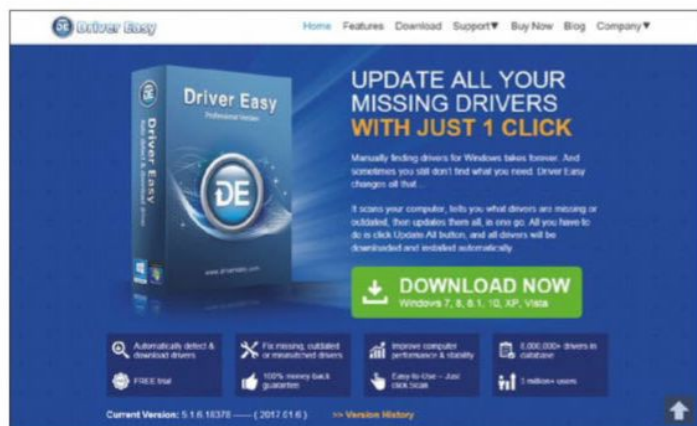 Driver Easy
Home Features Download Support▼ Buy Now Blog Company▼
DE
Driver Easy
Professional Version
Driver Easy
DE
www.drivereasy.com
UPDATE ALL YOUR
MISSING DRIVERS
WITH JUST 1 CLICK
Manually finding drivers for Windows takes forever. And
sometimes you still don't find what you need. Driver Easy
changes all that...
It scans your computer, tells you what drivers are missing or
outdated, then updates them all, in one go. All you have to
do is click Update All button, and all drivers will be
downloaded and installed automatically.
DOWNLOAD NOW
Windows 7, 8, 8.1, 10, XP, Vista
Automatically detect &
download drivers
Fix missing, outdated
or mismatched drivers
Improve computer
performance & stability
8,000,000+ drivers in
database
FREE trial
100% money back
guarantee
Easy-to-Use – Just
click Scan
3 million+ users
Current Version: 5.1.6.18378 ------ ( 2017.01.6 ) >> Version History